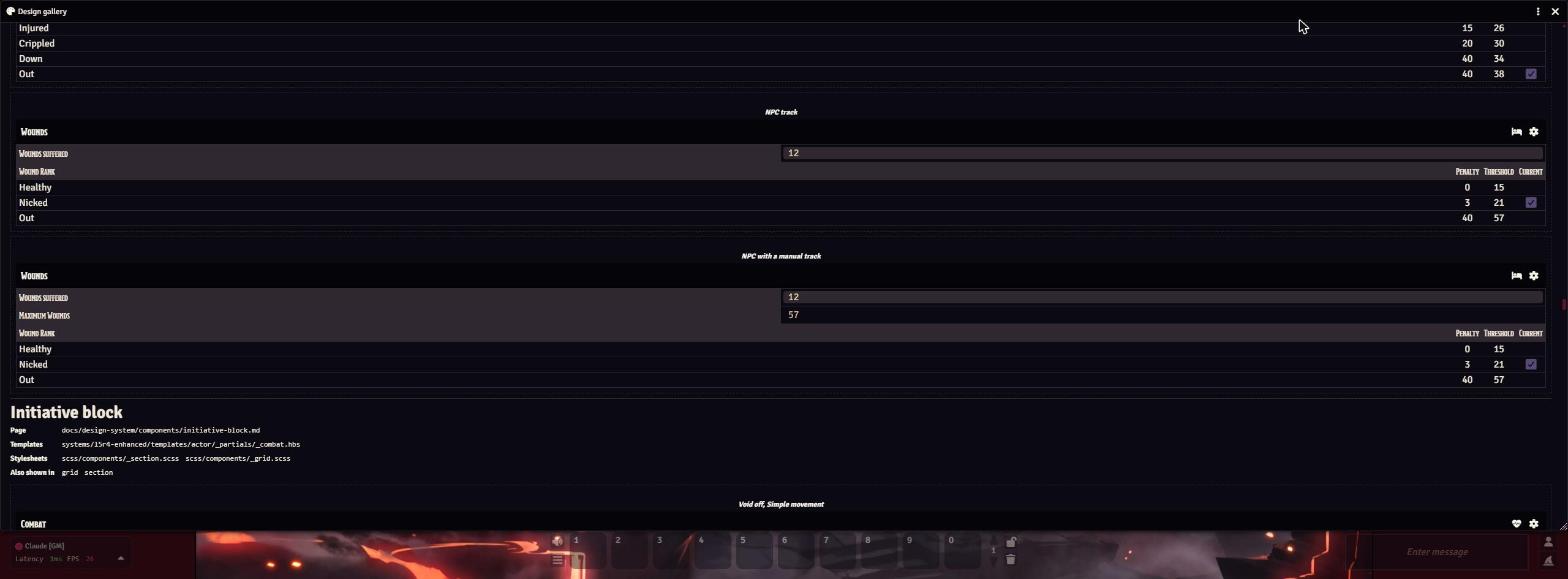 Design gallery
Injured 15 26
Crippled 20 30
Down 40 34
Out 40 38
NPC track
Wounds
Wounds suffered 12
Wound Rank Penalty Threshold Current
Healthy 0 15
Nicked 3 21
Out 40 57
NPC with a manual track
Wounds
Wounds suffered 12
Maximum Wounds 57
Wound Rank Penalty Threshold Current
Healthy 0 15
Nicked 3 21
Out 40 57
Initiative block
Page docs/design-system/components/initiative-block.md
Templates systems/l5r4-enhanced/templates/actor/_partials/_combat.hbs
Stylesheets scss/components/_section.scss scss/components/_grid.scss
Also shown in grid section
Void off, Simple movement
Combat
Claude [GM]
Latency 3ms FPS 26
1 2 3 4 5 6 7 8 9 0
1
Enter message